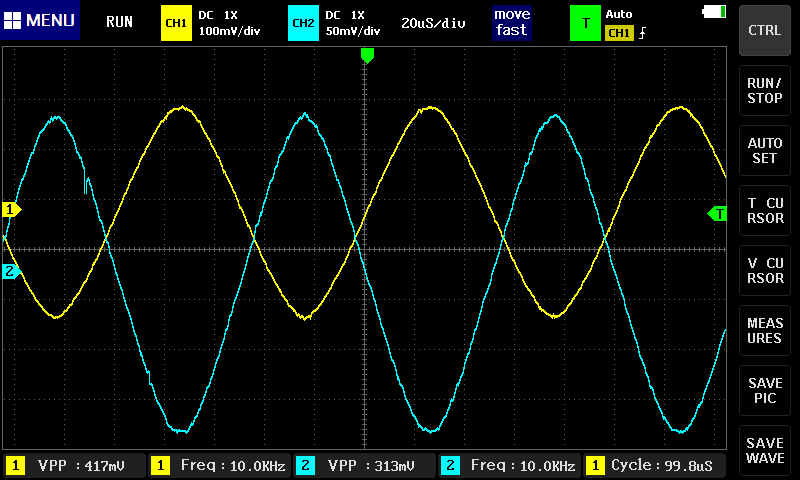 MENU
RUN
CH1
DC 1X
100mV/div
CH2
DC 1X
50mV/div
20uS/div
move
fast
T
Auto
CH1
CTRL
RUN/
STOP
AUTO
SET
T CU
RSOR
V CU
RSOR
MEAS
URES
SAVE
PIC
SAVE
WAVE
1
2
T
1 VPP : 417mV
1 Freq : 10.0KHz
2 VPP : 313mV
2 Freq : 10.0KHz
1 Cycle : 99.8uS